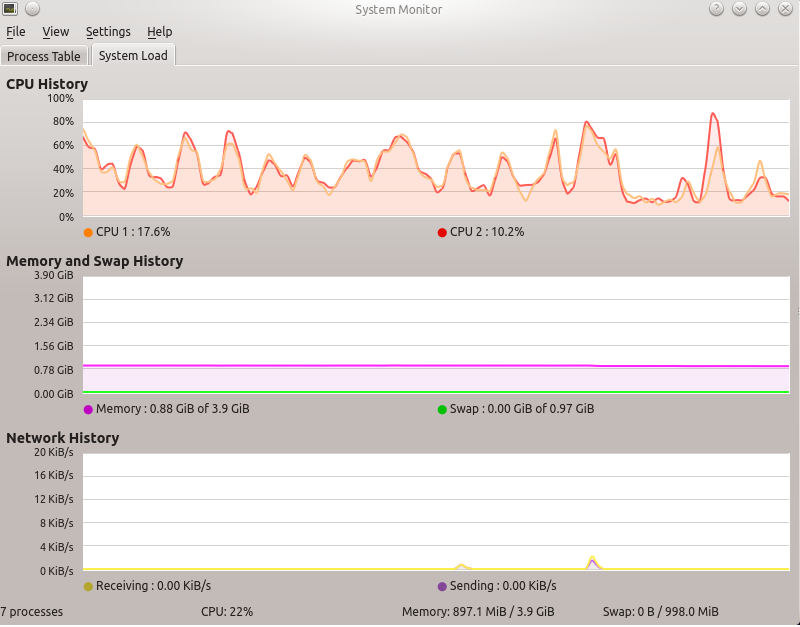 System Monitor
File View Settings Help
Process Table System Load
CPU History
100%
80%
60%
40%
20%
0%
CPU 1 : 17.6% CPU 2 : 10.2%
Memory and Swap History
3.90 GiB
3.12 GiB
2.34 GiB
1.56 GiB
0.78 GiB
0.00 GiB
Memory : 0.88 GiB of 3.9 GiB Swap : 0.00 GiB of 0.97 GiB
Network History
20 KiB/s
16 KiB/s
12 KiB/s
8 KiB/s
4 KiB/s
0 KiB/s
Receiving : 0.00 KiB/s Sending : 0.00 KiB/s
7 processes CPU: 22% Memory: 897.1 MiB / 3.9 GiB Swap: 0 B / 998.0 MiB